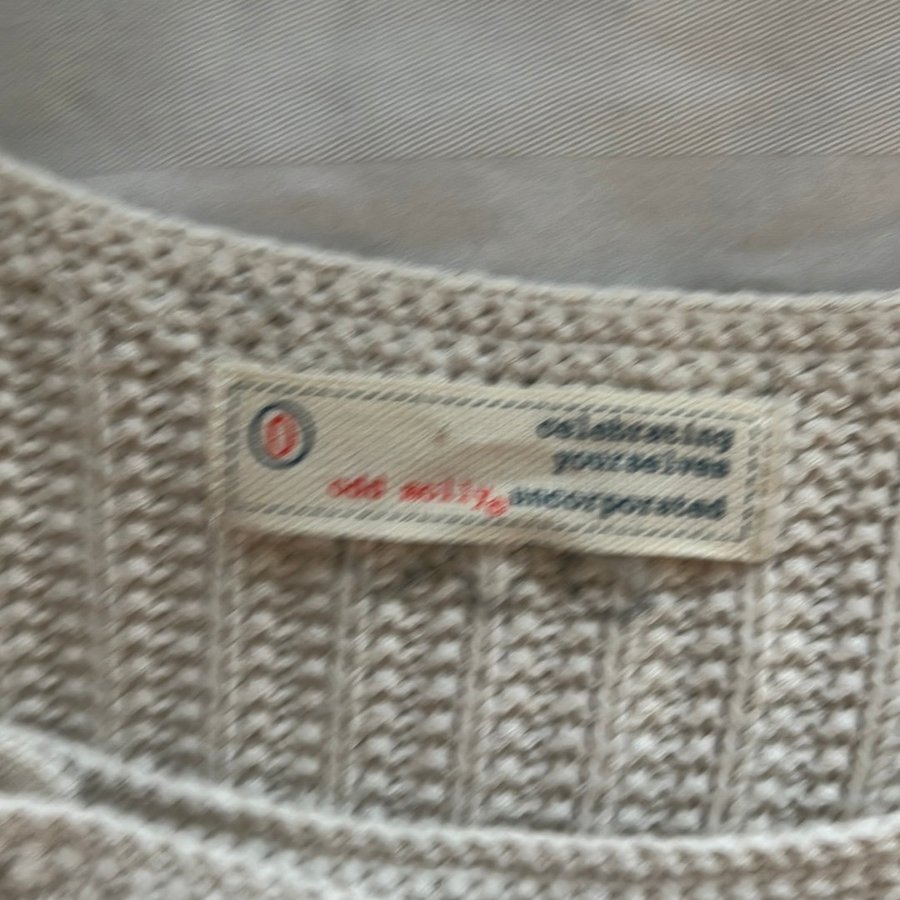 0
celebrating
yourselves
odd molly® incorporated